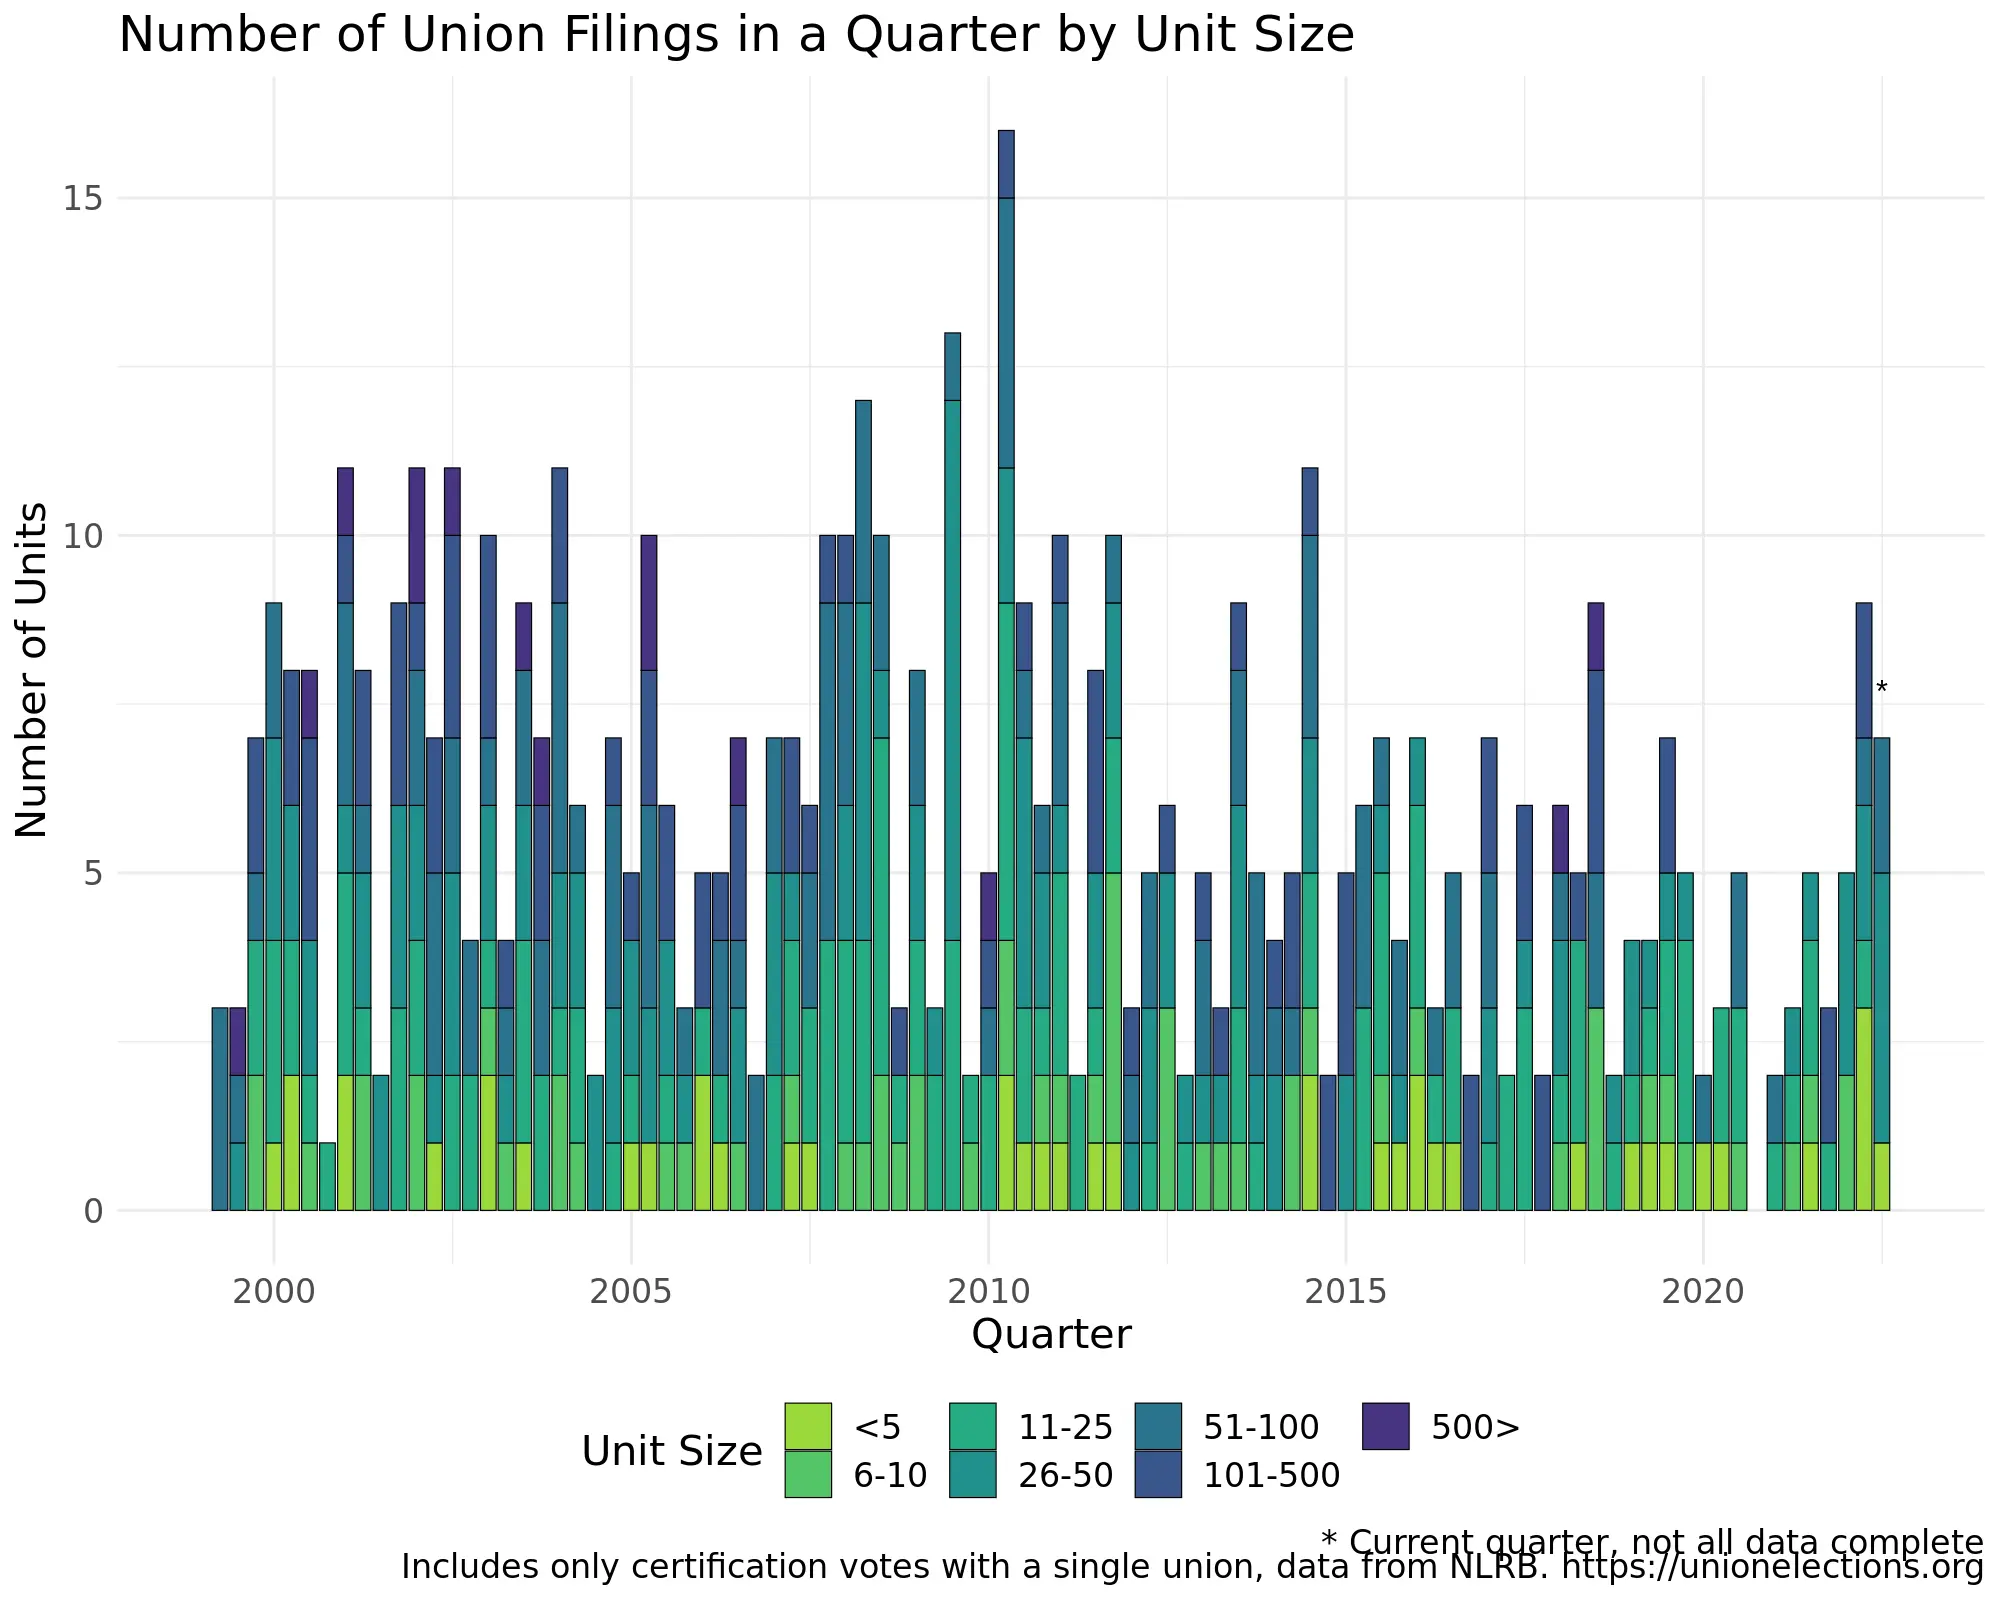 Number of Union Filings in a Quarter by Unit Size
Number of Units
15
10
5
0
*
2000 2005 2010 2015 2020
Quarter
Unit Size
<5 11-25 51-100 500>
6-10 26-50 101-500
* Current quarter, not all data complete
Includes only certification votes with a single union, data from NLRB. https://unionelections.org